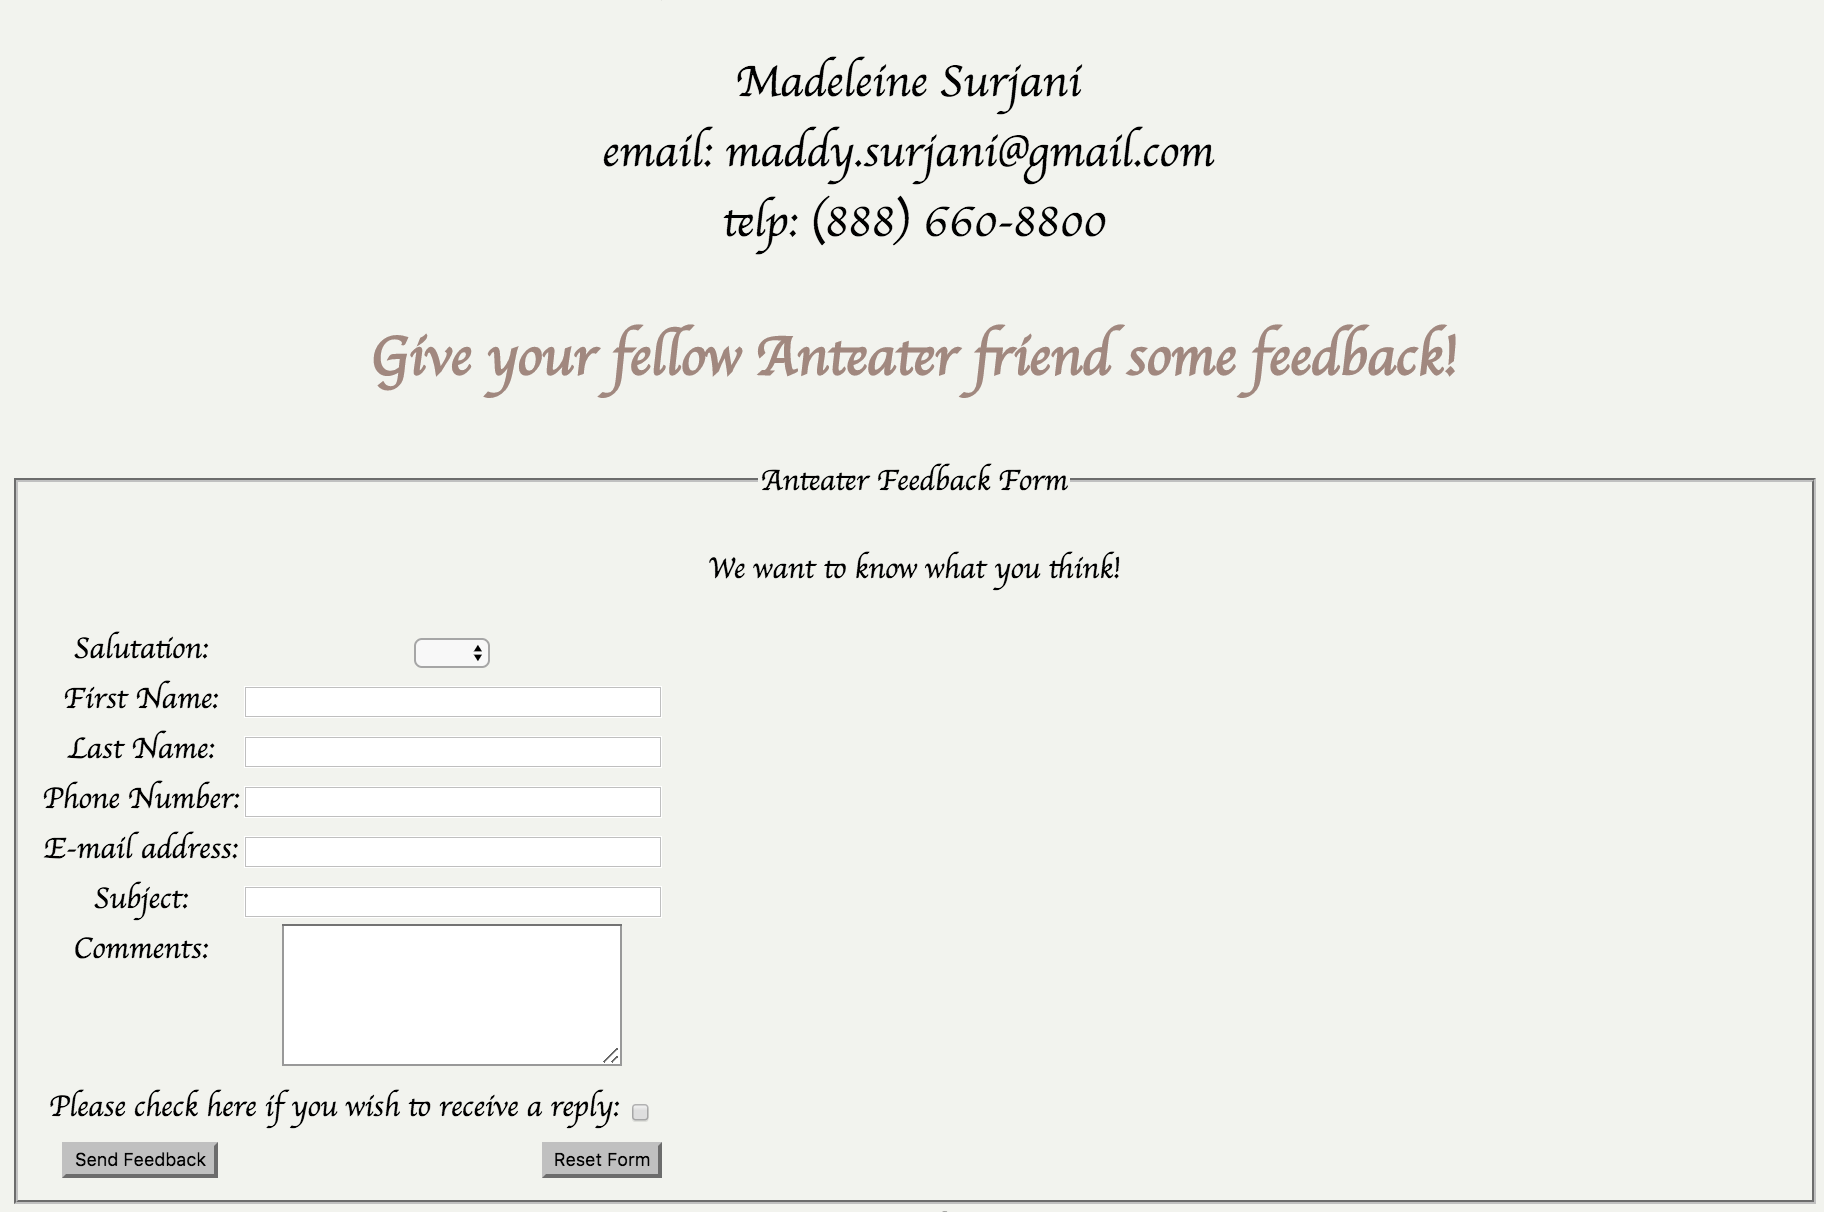 Madeleine Surjani
email: maddy.surjani@gmail.com
telp: (888) 660-8800
Give your fellow Anteater friend some feedback!
Anteater Feedback Form
We want to know what you think!
Salutation:
First Name:
Last Name:
Phone Number:
E-mail address:
Subject:
Comments:
Please check here if you wish to receive a reply:
Send Feedback Reset Form